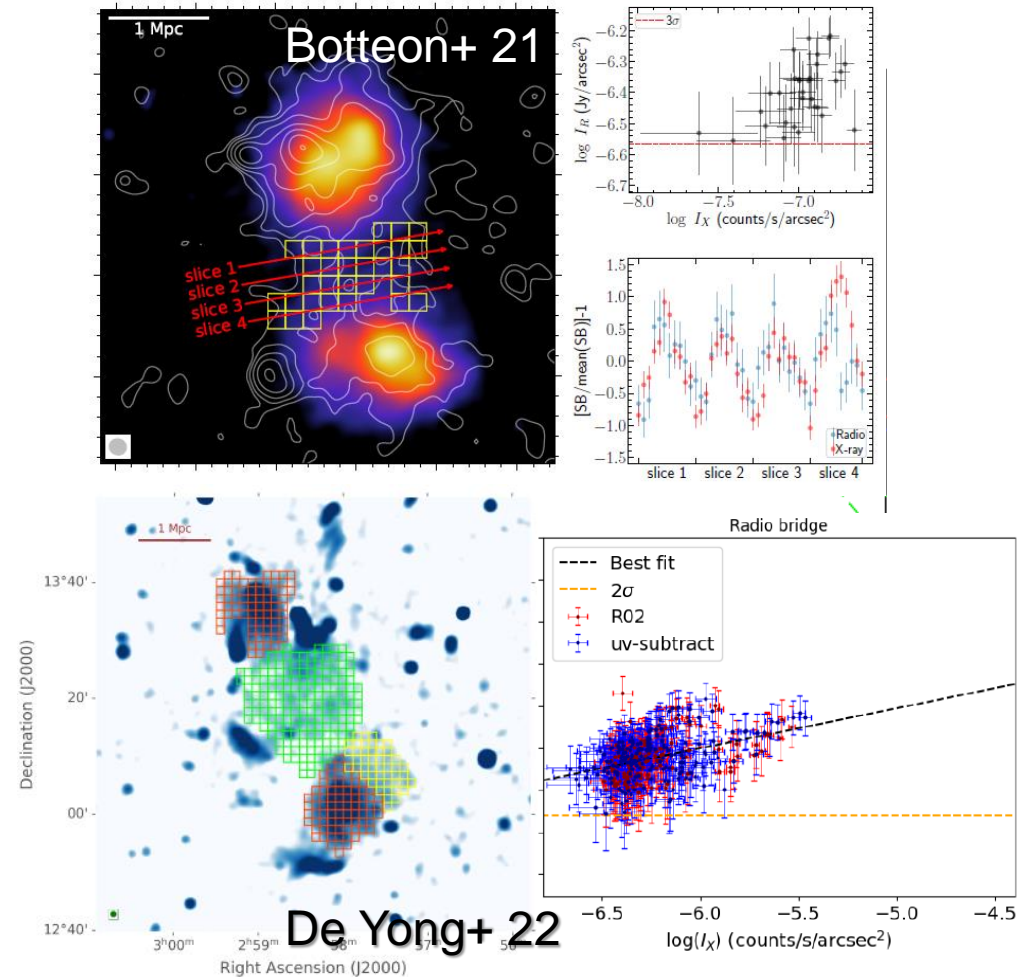 1 Mpc
Botteon+ 21
slice 1
slice 2
slice 3
slice 4
3σ
log I_R (Jy/arcsec²)
−6.2
−6.3
−6.4
−6.5
−6.6
−6.7
−8.0 −7.5 −7.0
log I_X (counts/s/arcsec²)
[SB/mean(SB)]-1
1.5
1.0
0.5
0.0
−0.5
−1.0
−1.5
Radio
X-ray
slice 1 slice 2 slice 3 slice 4
1 Mpc
Declination (J2000)
13°40'
20'
00'
12°40'
3ʰ00ᵐ 2ʰ59ᵐ 58ᵐ 57ᵐ
De Yong+ 22
Right Ascension (J2000)
Radio bridge
Best fit
2σ
R02
uv-subtract
−6.5 −6.0 −5.5 −5.0 −4.5
log(I_X) (counts/s/arcsec²)